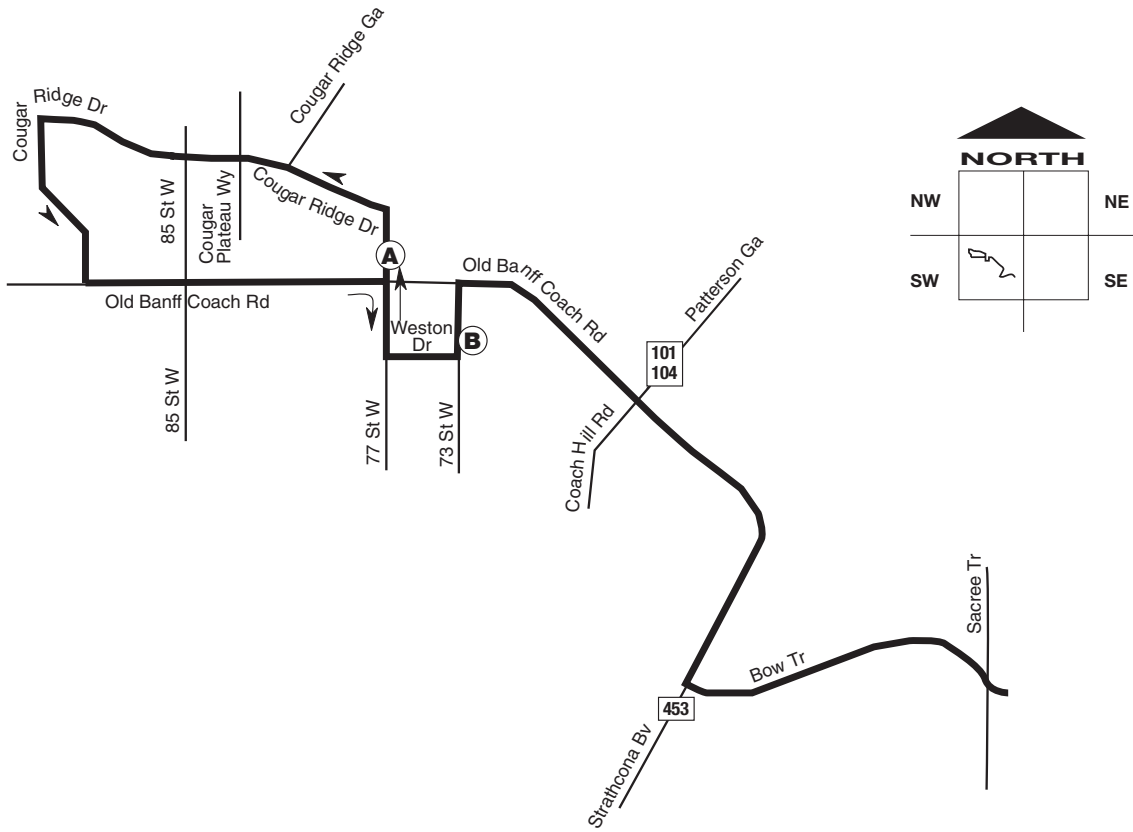 Cougar Ridge Ga
Cougar
Ridge Dr
85 St W
Cougar
Plateau Wy
Cougar Ridge Dr
A
Old Banff Coach Rd
Old Banff Coach Rd
Weston
Dr
B
85 St W
77 St W
73 St W
Patterson Ga
101
104
Coach Hill Rd
Sacree Tr
Bow Tr
453
Strathcona Bv
NORTH
NW
NE
SW
SE